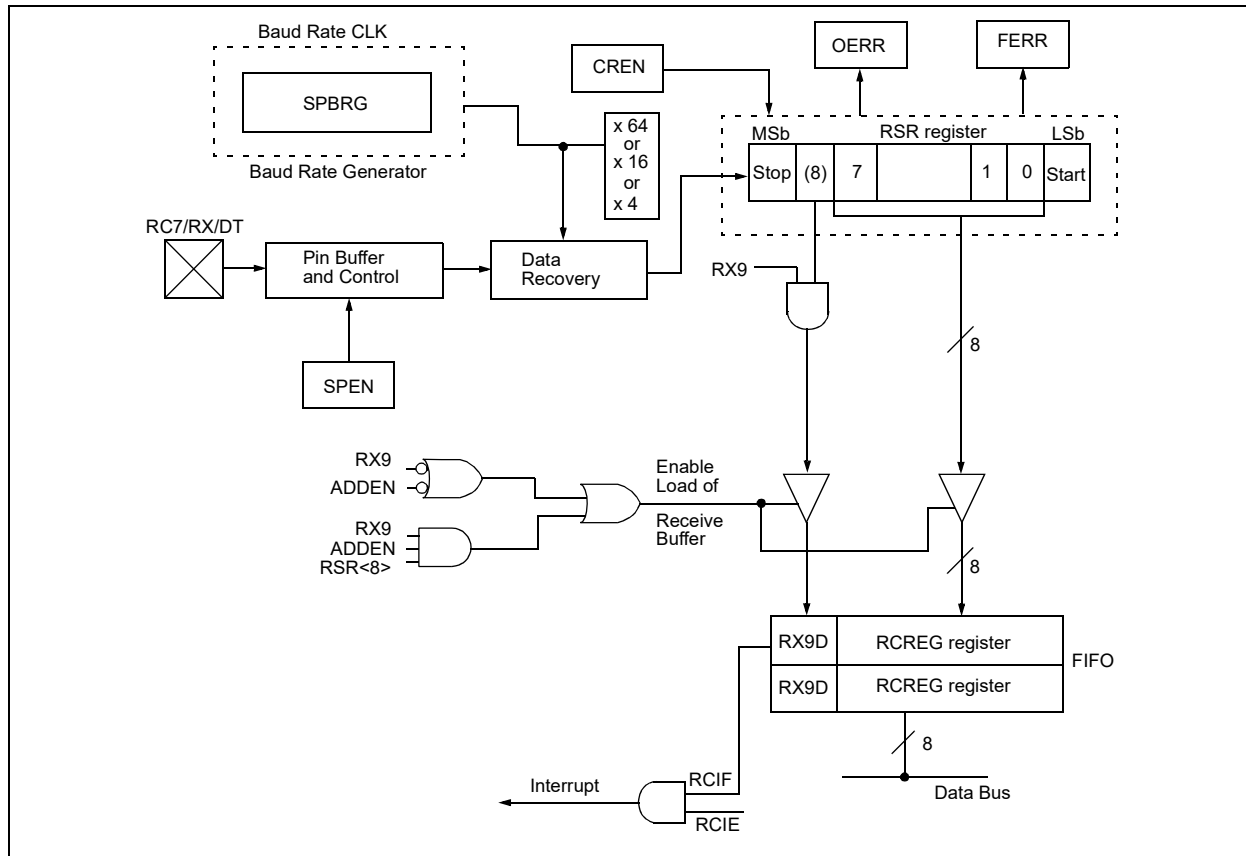 Baud Rate CLK
SPBRG
Baud Rate Generator
CREN
OERR
FERR
x 64
or
x 16
or
x 4
MSb
RSR register
LSb
Stop
(8)
7
1
0
Start
RC7/RX/DT
Pin Buffer
and Control
Data
Recovery
SPEN
RX9
8
RX9
ADDEN
RX9
ADDEN
RSR<8>
Enable
Load of
Receive
Buffer
8
RX9D
RCREG register
RX9D
RCREG register
FIFO
8
Data Bus
Interrupt
RCIF
RCIE